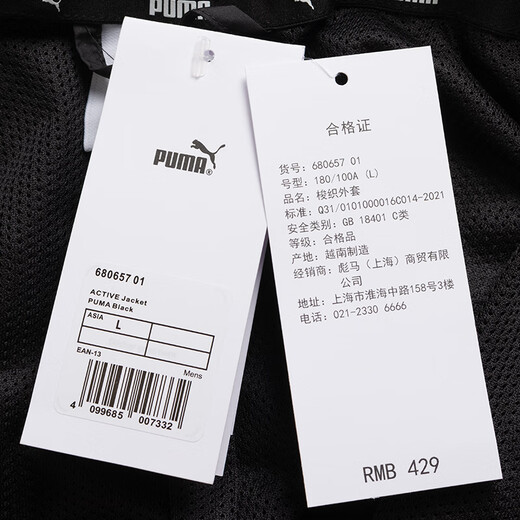 PUMA
PUMA
680657 01
ACTIVE Jacket
PUMA Black
ASIA
L
EAN-13
Mens
4 099685 007332
合格证
货号：680657 01
号型：180/100A (L)
品名：梭织外套
标准：Q31/0101000016C014-2021
安全类别：GB 18401 C类
等级：合格品
产地：越南制造
经销商：彪马（上海）商贸有限
公司
地址：上海市淮海中路158号3楼
电话：021-2330 6666
RMB 429